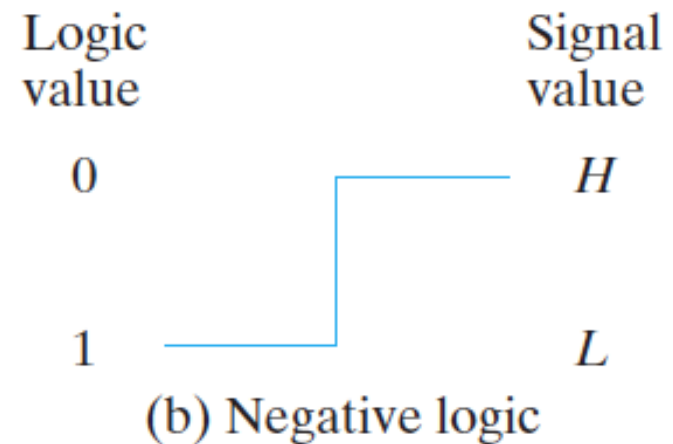 Logic Signal
value value
0 H
1 L
(b) Negative logic